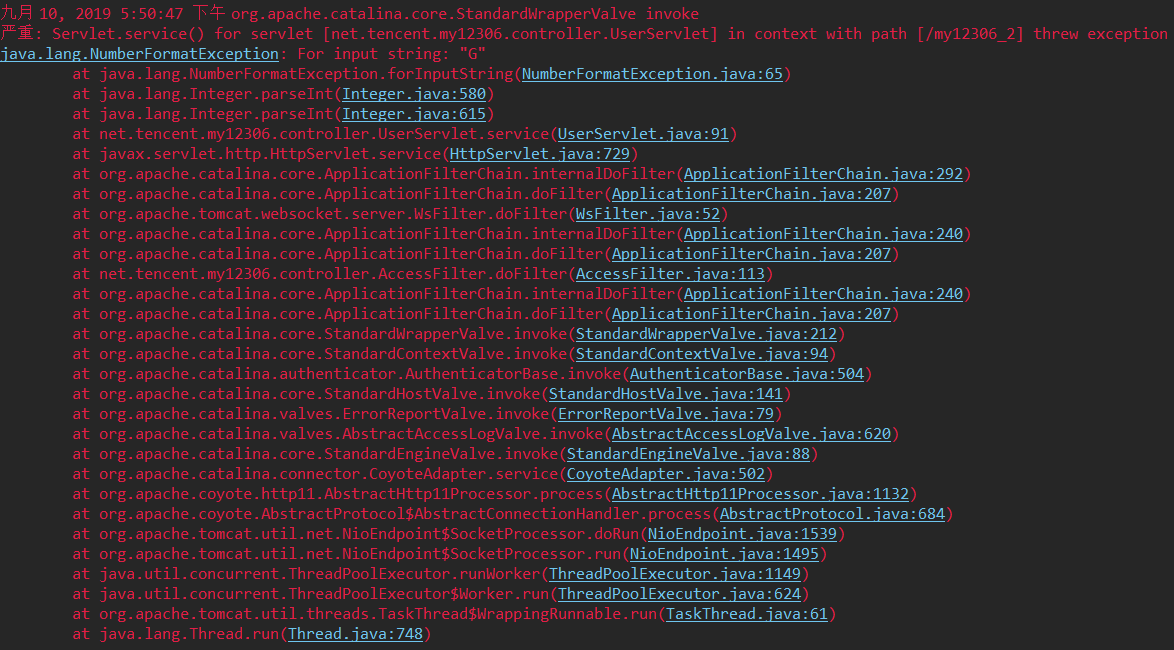 九月 10, 2019 5:50:47 下午 org.apache.catalina.core.StandardWrapperValve invoke
严重: Servlet.service() for servlet [net.tencent.my12306.controller.UserServlet] in context with path [/my12306_2] threw exception
java.lang.NumberFormatException: For input string: "G"
	at java.lang.NumberFormatException.forInputString(NumberFormatException.java:65)
	at java.lang.Integer.parseInt(Integer.java:580)
	at java.lang.Integer.parseInt(Integer.java:615)
	at net.tencent.my12306.controller.UserServlet.service(UserServlet.java:91)
	at javax.servlet.http.HttpServlet.service(HttpServlet.java:729)
	at org.apache.catalina.core.ApplicationFilterChain.internalDoFilter(ApplicationFilterChain.java:292)
	at org.apache.catalina.core.ApplicationFilterChain.doFilter(ApplicationFilterChain.java:207)
	at org.apache.tomcat.websocket.server.WsFilter.doFilter(WsFilter.java:52)
	at org.apache.catalina.core.ApplicationFilterChain.internalDoFilter(ApplicationFilterChain.java:240)
	at org.apache.catalina.core.ApplicationFilterChain.doFilter(ApplicationFilterChain.java:207)
	at net.tencent.my12306.controller.AccessFilter.doFilter(AccessFilter.java:113)
	at org.apache.catalina.core.ApplicationFilterChain.internalDoFilter(ApplicationFilterChain.java:240)
	at org.apache.catalina.core.ApplicationFilterChain.doFilter(ApplicationFilterChain.java:207)
	at org.apache.catalina.core.StandardWrapperValve.invoke(StandardWrapperValve.java:212)
	at org.apache.catalina.core.StandardContextValve.invoke(StandardContextValve.java:94)
	at org.apache.catalina.authenticator.AuthenticatorBase.invoke(AuthenticatorBase.java:504)
	at org.apache.catalina.core.StandardHostValve.invoke(StandardHostValve.java:141)
	at org.apache.catalina.valves.ErrorReportValve.invoke(ErrorReportValve.java:79)
	at org.apache.catalina.valves.AbstractAccessLogValve.invoke(AbstractAccessLogValve.java:620)
	at org.apache.catalina.core.StandardEngineValve.invoke(StandardEngineValve.java:88)
	at org.apache.catalina.connector.CoyoteAdapter.service(CoyoteAdapter.java:502)
	at org.apache.coyote.http11.AbstractHttp11Processor.process(AbstractHttp11Processor.java:1132)
	at org.apache.coyote.AbstractProtocol$AbstractConnectionHandler.process(AbstractProtocol.java:684)
	at org.apache.tomcat.util.net.NioEndpoint$SocketProcessor.doRun(NioEndpoint.java:1539)
	at org.apache.tomcat.util.net.NioEndpoint$SocketProcessor.run(NioEndpoint.java:1495)
	at java.util.concurrent.ThreadPoolExecutor.runWorker(ThreadPoolExecutor.java:1149)
	at java.util.concurrent.ThreadPoolExecutor$Worker.run(ThreadPoolExecutor.java:624)
	at org.apache.tomcat.util.threads.TaskThread$WrappingRunnable.run(TaskThread.java:61)
	at java.lang.Thread.run(Thread.java:748)